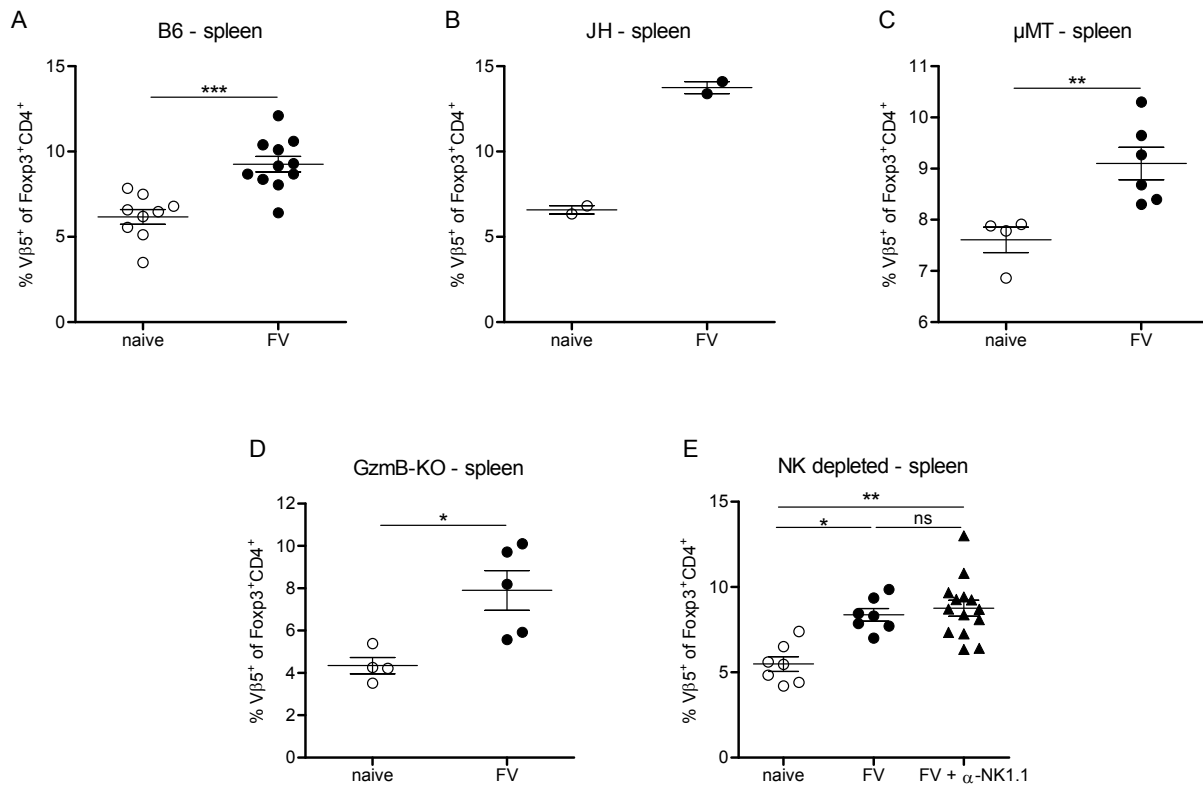 A
B6 - spleen
% Vβ5⁺ of Foxp3⁺CD4⁺
15
10
5
0
***
naive
FV
B
JH - spleen
% Vβ5⁺ of Foxp3⁺CD4⁺
15
10
5
0
naive
FV
C
µMT - spleen
% Vβ5⁺ of Foxp3⁺CD4⁺
11
10
9
8
7
6
**
naive
FV
D
GzmB-KO - spleen
% Vβ5⁺ of Foxp3⁺CD4⁺
12
10
8
6
4
2
0
*
naive
FV
E
NK depleted - spleen
% Vβ5⁺ of Foxp3⁺CD4⁺
15
10
5
0
**
*
ns
naive
FV
FV + α-NK1.1